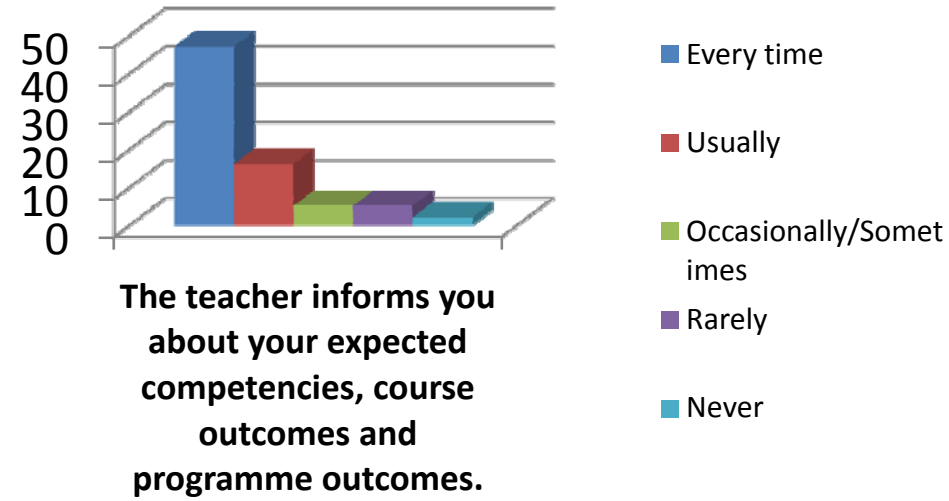 50
40
30
20
10
0
The teacher informs you
about your expected
competencies, course
outcomes and
programme outcomes.
Every time
Usually
Occasionally/Somet
imes
Rarely
Never